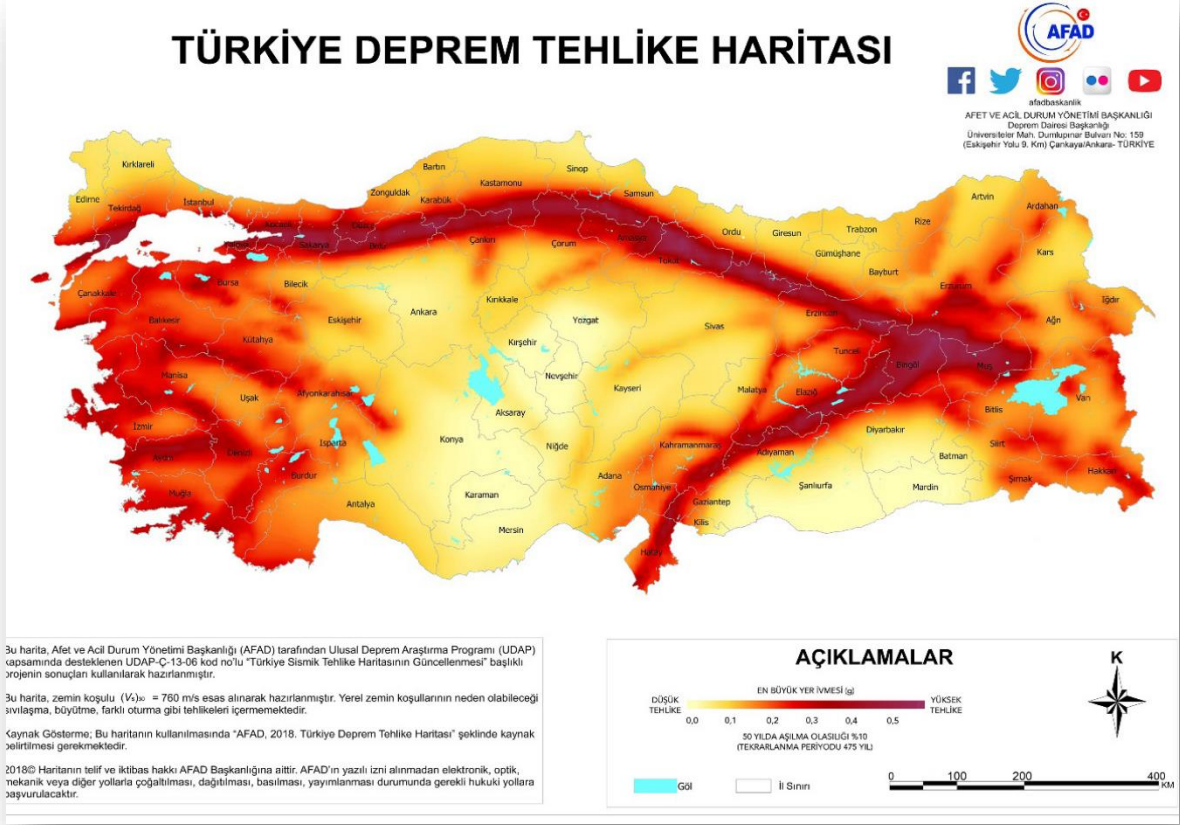 TÜRKİYE DEPREM TEHLİKE HARİTASI
AFAD
afadbaskanlik
AFET VE ACİL DURUM YÖNETİMİ BAŞKANLIĞI
Deprem Dairesi Başkanlığı
Üniversiteler Mah. Dumlupınar Bulvarı No: 159
(Eskişehir Yolu 9. Km) Çankaya/Ankara- TÜRKİYE
Kırklareli
Edirne
Tekirdağ
İstanbul
Kocaeli
Yalova
Sakarya
Düzce
Bolu
Zonguldak
Bartın
Karabük
Kastamonu
Sinop
Samsun
Çankırı
Çorum
Amasya
Tokat
Ordu
Giresun
Trabzon
Gümüşhane
Bayburt
Rize
Artvin
Ardahan
Kars
Iğdır
Erzurum
Ağrı
Erzincan
Çanakkale
Bursa
Bilecik
Balıkesir
Kütahya
Eskişehir
Ankara
Kırıkkale
Yozgat
Kırşehir
Sivas
Tunceli
Bingöl
Muş
Manisa
Uşak
Afyonkarahisar
Nevşehir
Kayseri
Malatya
Elazığ
Bitlis
Van
İzmir
Aydın
Denizli
Isparta
Burdur
Konya
Aksaray
Niğde
Kahramanmaraş
Adıyaman
Diyarbakır
Batman
Siirt
Şırnak
Hakkari
Muğla
Antalya
Karaman
Mersin
Adana
Osmaniye
Gaziantep
Kilis
Şanlıurfa
Mardin
Hatay
Bu harita, Afet ve Acil Durum Yönetimi Başkanlığı (AFAD) tarafından Ulusal Deprem Araştırma Programı (UDAP)
kapsamında desteklenen UDAP-Ç-13-06 kod no'lu "Türkiye Sismik Tehlike Haritasının Güncellenmesi" başlıklı
projenin sonuçları kullanılarak hazırlanmıştır.
Bu harita, zemin koşulu (Vs)30 = 760 m/s esas alınarak hazırlanmıştır. Yerel zemin koşullarının neden olabileceği
sıvılaşma, büyütme, farklı oturma gibi tehlikeleri içermemektedir.
Kaynak Gösterme; Bu haritanın kullanılmasında "AFAD, 2018. Türkiye Deprem Tehlike Haritası" şeklinde kaynak
belirtilmesi gerekmektedir.
2018© Haritanın telif ve iktibas hakkı AFAD Başkanlığına aittir. AFAD'ın yazılı izni alınmadan elektronik, optik,
mekanik veya diğer yollarla çoğaltılması, dağıtılması, basılması, yayımlanması durumunda gerekli hukuki yollara
başvurulacaktır.
AÇIKLAMALAR
EN BÜYÜK YER İVMESİ (g)
DÜŞÜK TEHLİKE
YÜKSEK TEHLİKE
0,0 0,1 0,2 0,3 0,4 0,5
50 YILDA AŞILMA OLASILIĞI %10
(TEKRARLANMA PERİYODU 475 YIL)
Göl
İl Sınırı
K
0 100 200 400
KM